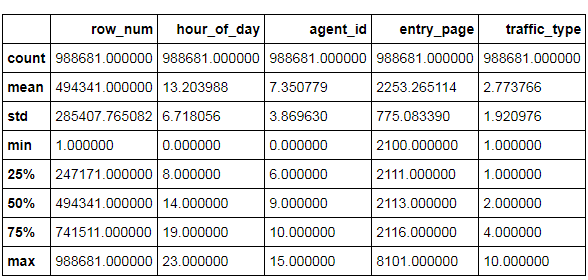 row_num hour_of_day agent_id entry_page traffic_type
count 988681.000000 988681.000000 988681.000000 988681.000000 988681.000000
mean 494341.000000 13.203988 7.350779 2253.265114 2.773766
std 285407.765082 6.718056 3.869630 775.083390 1.920976
min 1.000000 0.000000 0.000000 2100.000000 1.000000
25% 247171.000000 8.000000 6.000000 2111.000000 1.000000
50% 494341.000000 14.000000 9.000000 2113.000000 2.000000
75% 741511.000000 19.000000 10.000000 2116.000000 4.000000
max 988681.000000 23.000000 15.000000 8101.000000 10.000000